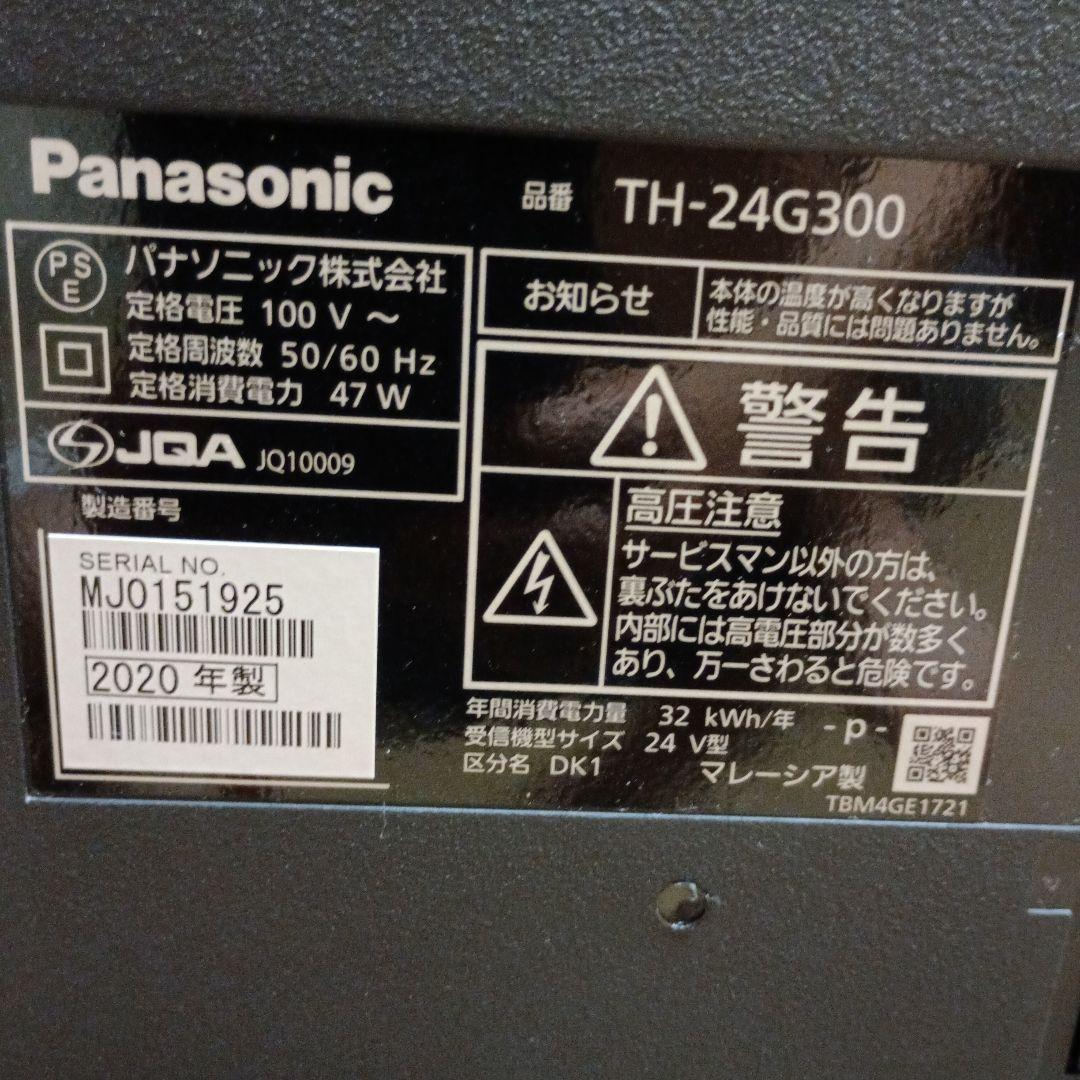 Panasonic
品番 TH-24G300
PSE
パナソニック株式会社
定格電圧 100 V ～
定格周波数 50/60 Hz
定格消費電力 47 W
JQA JQ10009
製造番号
SERIAL NO.
MJ0151925
2020 年製
お知らせ
本体の温度が高くなりますが
性能・品質には問題ありません。
警告
高圧注意
サービスマン以外の方は、
裏ぶたをあけないでください。
内部には高電圧部分が数多く
あり、万一さわると危険です。
年間消費電力量 32 kWh/年
受信機型サイズ 24 V型
区分名 DK1
- p -
マレーシア製
TBM4GE1721